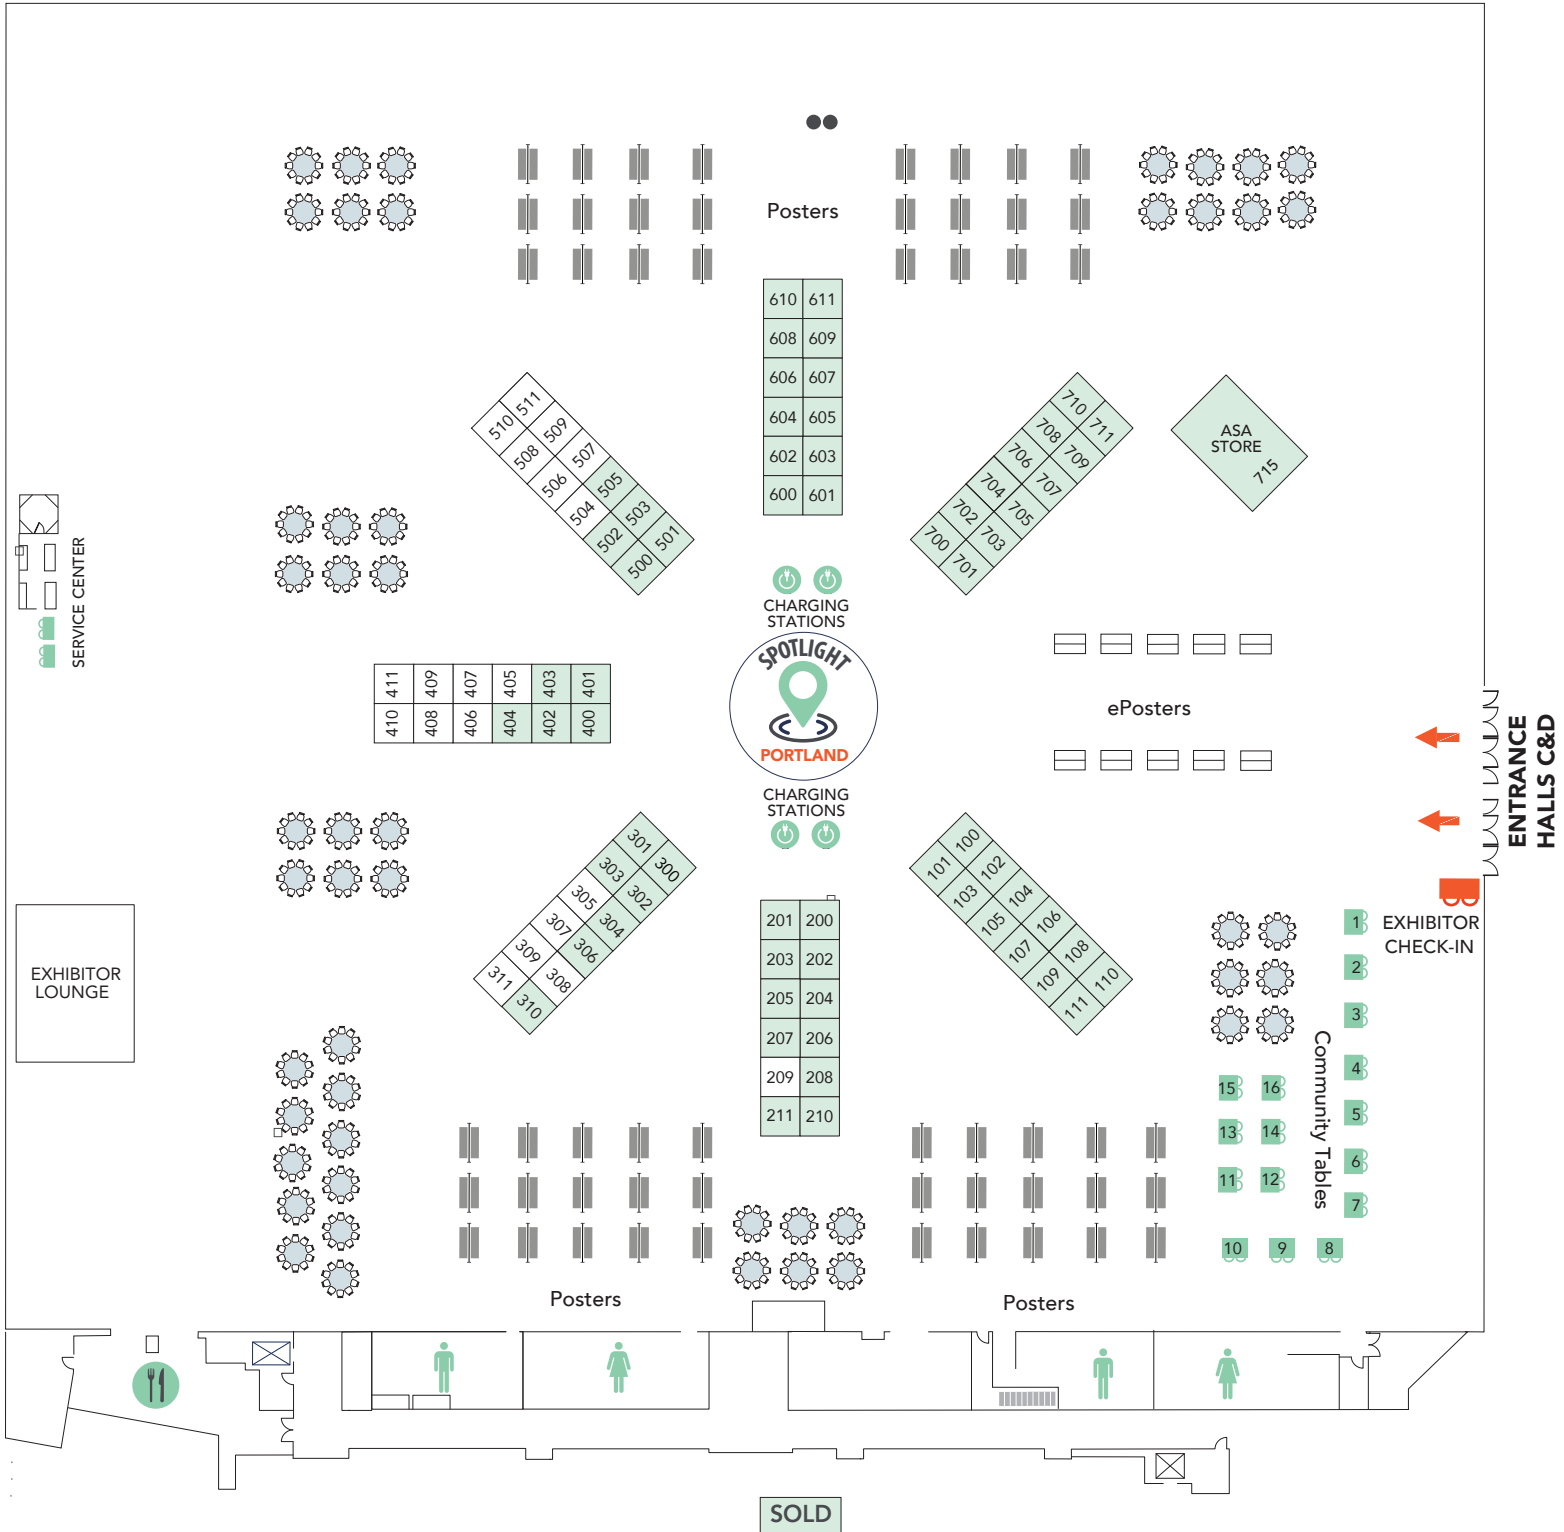 Posters
610 611
608 609
606 607
604 605
602 603
600 601
510 511
508 509
506 507
504 505
502 503
500 501
710 711
708 709
706 707
704 705
702 703
700 701
ASA
STORE
715
SERVICE CENTER
CHARGING
STATIONS
SPOTLIGHT
PORTLAND
CHARGING
STATIONS
411 409 407 405 403 401
410 408 406 404 402 400
ePosters
ENTRANCE
HALLS C&D
EXHIBITOR
CHECK-IN
301 300
303 302
305 304
307 306
309 308
311 310
201 200
203 202
205 204
207 206
209 208
211 210
101 100
103 102
105 104
107 106
109 108
111 110
EXHIBITOR
LOUNGE
Community Tables
1
2
3
4
5
6
7
15 16
13 14
11 12
10 9 8
Posters
Posters
SOLD